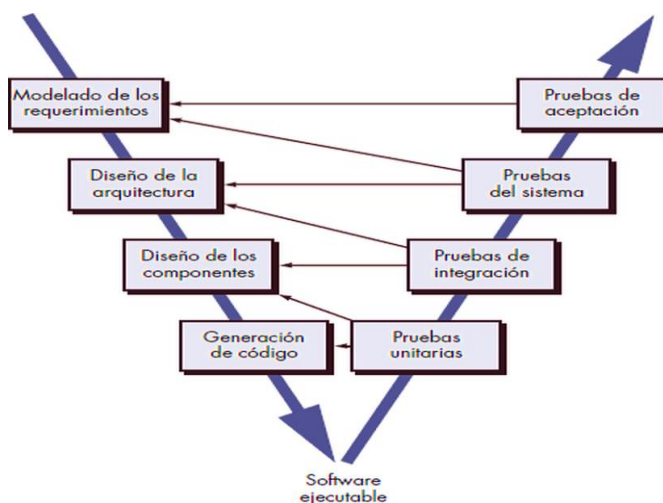 Modelado de los
requerimientos
Pruebas de
aceptación
Diseño de la
arquitectura
Pruebas
del sistema
Diseño de los
componentes
Pruebas de
integración
Generación
de código
Pruebas
unitarias
Software
ejecutable